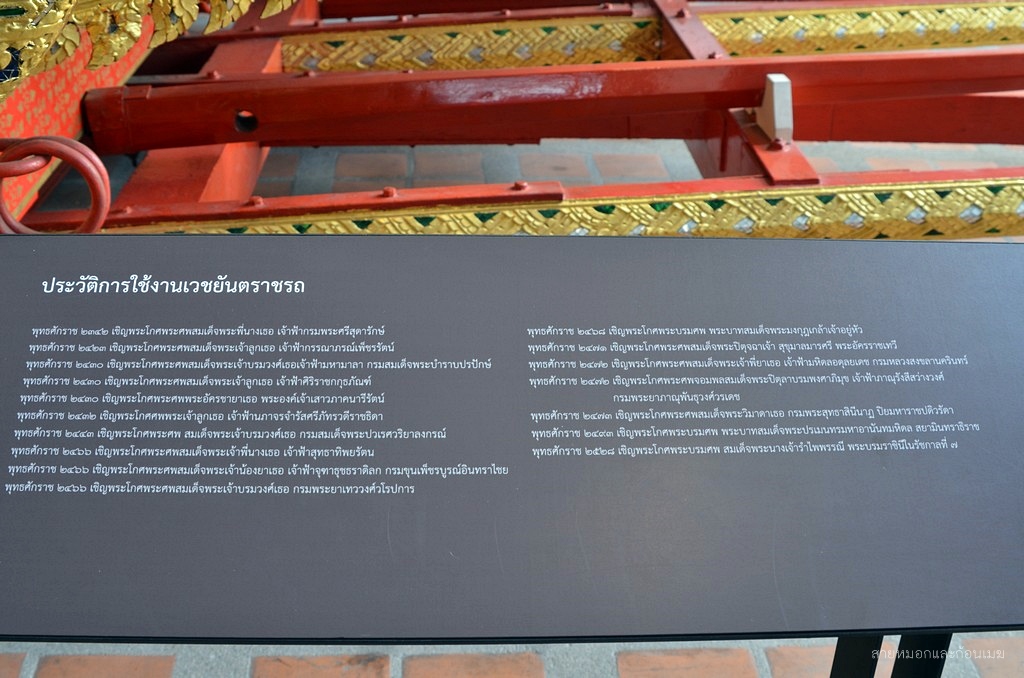 ประวัติการใช้งานเวชยันตราชรถ
พุทธศักราช ๒๓๔๒ เชิญพระโกศพระศพสมเด็จพระพี่นางเธอ เจ้าฟ้ากรมพระศรีสุดารักษ์
พุทธศักราช ๒๔๒๓ เชิญพระโกศพระศพสมเด็จพระเจ้าลูกเธอ เจ้าฟ้ากรรณาภรณ์เพ็ชรรัตน์
พุทธศักราช ๒๔๓๐ เชิญพระโกศพระศพสมเด็จพระเจ้าบรมวงศ์เธอเจ้าฟ้ามหามาลา กรมสมเด็จพระบำราบปรปักษ์
พุทธศักราช ๒๔๓๐ เชิญพระโกศพระศพสมเด็จพระเจ้าลูกเธอ เจ้าฟ้าศิริราชกกุธภัณฑ์
พุทธศักราช ๒๔๓๐ เชิญพระโกศพระศพพระอัครชายาเธอ พระองค์เจ้าเสาวภาคนารีรัตน์
พุทธศักราช ๒๔๓๒ เชิญพระโกศพระศพสมเด็จพระเจ้าลูกเธอ เจ้าฟ้านภาจรจำรัสศรีภัทรวดีราชธิดา
พุทธศักราช ๒๔๔๓ เชิญพระโกศพระศพ สมเด็จพระเจ้าบรมวงศ์เธอ กรมสมเด็จพระปวเรศวริยาลงกรณ์
พุทธศักราช ๒๔๖๖ เชิญพระโกศพระศพสมเด็จพระเจ้าพี่นางเธอ เจ้าฟ้าสุทธาทิพยรัตน
พุทธศักราช ๒๔๖๖ เชิญพระโกศพระศพสมเด็จพระเจ้าน้องยาเธอ เจ้าฟ้าจุฑาธุชธราดิลก กรมขุนเพ็ชรบูรณ์อินทราไชย
พุทธศักราช ๒๔๖๖ เชิญพระโกศพระศพสมเด็จพระเจ้าบรมวงศ์เธอ กรมพระยาเทววงศ์วโรปการ
พุทธศักราช ๒๔๖๘ เชิญพระโกศพระบรมศพ พระบาทสมเด็จพระมงกุฎเกล้าเจ้าอยู่หัว
พุทธศักราช ๒๔๗๑ เชิญพระโกศพระศพสมเด็จพระปิตุจฉาเจ้า สุขุมาลมารศรี พระอัครราชเทวี
พุทธศักราช ๒๔๗๒ เชิญพระโกศพระศพสมเด็จพระเจ้าพี่ยาเธอ เจ้าฟ้ามหิดลอดุลยเดช กรมหลวงสงขลานครินทร์
พุทธศักราช ๒๔๗๒ เชิญพระโกศพระศพจอมพลสมเด็จพระปิตุลาบรมพงศาภิมุข เจ้าฟ้าภาณุรังสีสว่างวงศ์
กรมพระยาภาณุพันธุวงศ์วรเดช
พุทธศักราช ๒๔๗๓ เชิญพระโกศพระศพสมเด็จพระวิมาดาเธอ กรมพระสุทธาสินีนาฏ ปิยมหาราชปดิวรัดา
พุทธศักราช ๒๔๙๓ เชิญพระโกศพระบรมศพ พระบาทสมเด็จพระปรเมนทรมหาอานันทมหิดล สยามินทราธิราช
พุทธศักราช ๒๕๒๘ เชิญพระโกศพระบรมศพ สมเด็จพระนางเจ้ารำไพพรรณี พระบรมราชินีในรัชกาลที่ ๗
สายหมอกและก้อนเมฆ